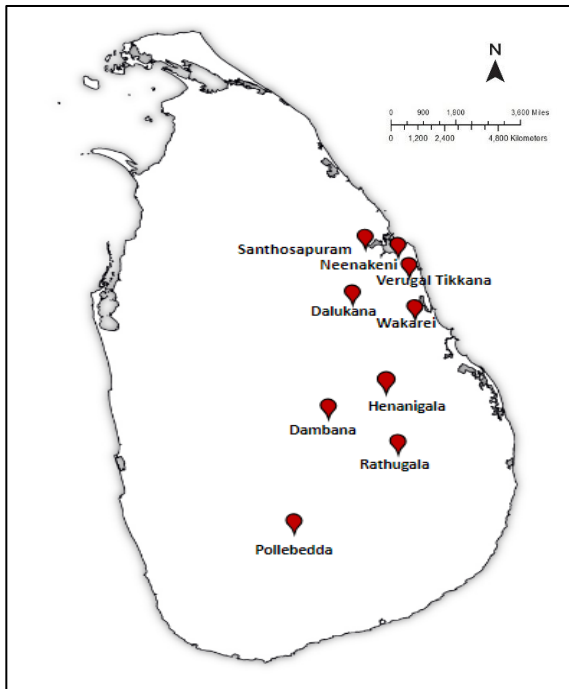 N
0 900 1,800 3,600 Miles
0 1,200 2,400 4,800 Kilometers
Santhosapuram
Neenakeni
Verugal Tikkana
Dalukana
Wakarei
Henanigala
Dambana
Rathugala
Pollebedda